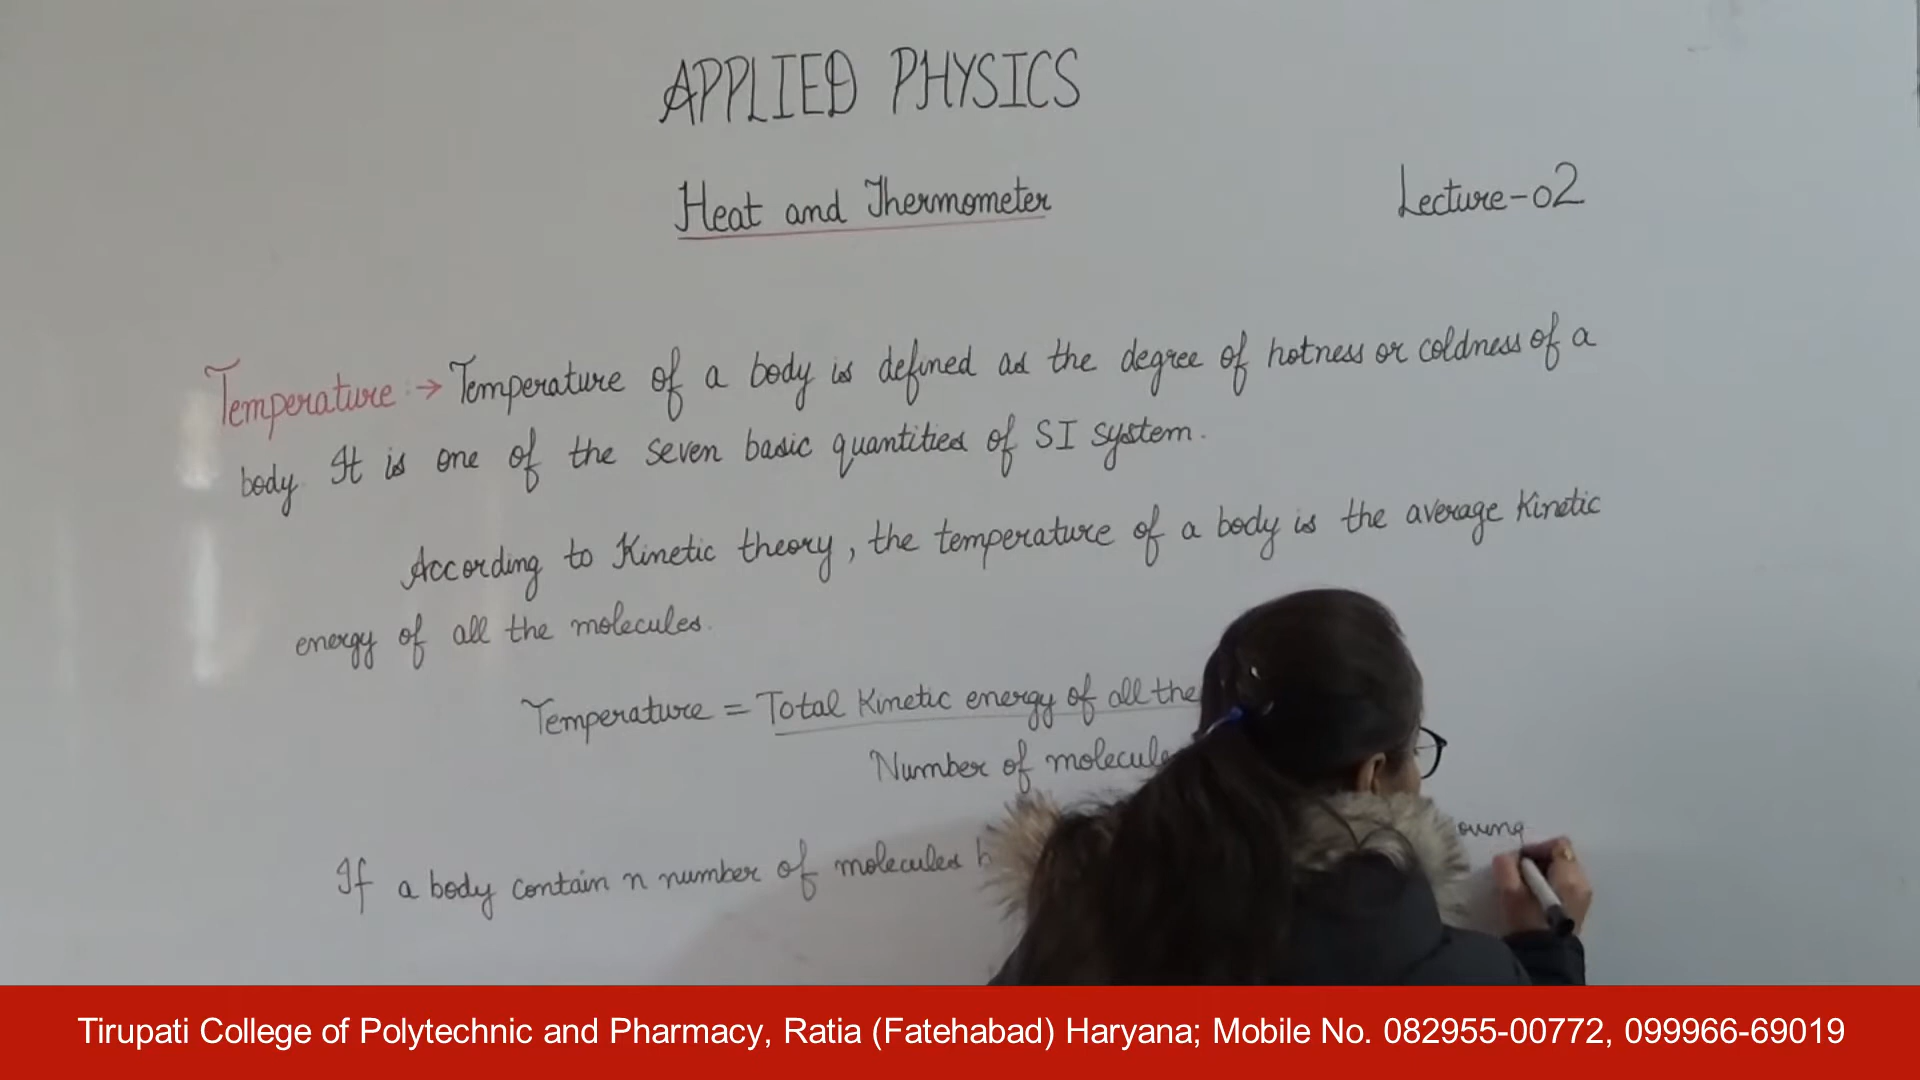 APPLIED PHYSICS
Heat and Thermometer
Lecture-02
Temperature :→ Temperature of a body is defined as the degree of hotness or coldness of a
body. It is one of the seven basic quantities of SI system.
According to Kinetic theory, the temperature of a body is the average Kinetic
energy of all the molecules.
Temperature = Total Kinetic energy of all the
Number of
If a body contain n number of molecules
Tirupati College of Polytechnic and Pharmacy, Ratia (Fatehabad) Haryana; Mobile No. 082955-00772, 099966-69019